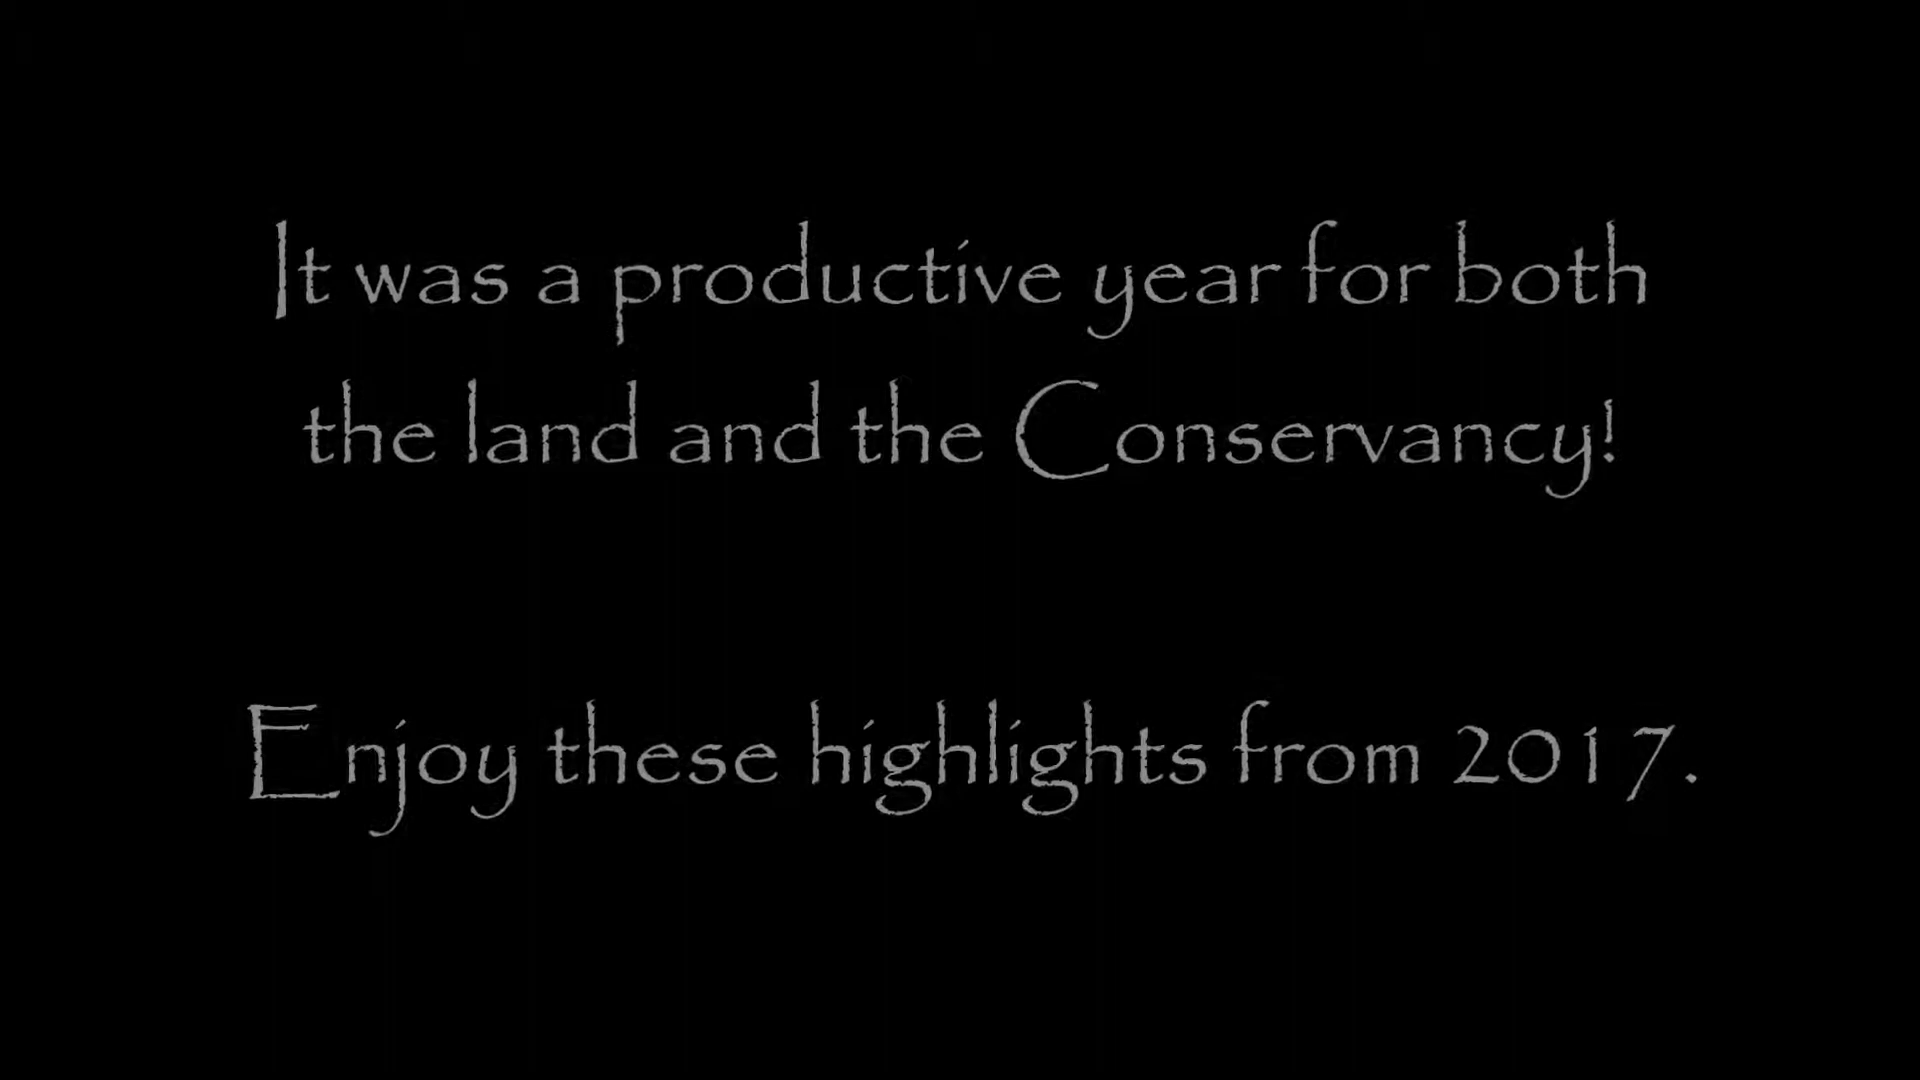 It was a productive year for both
the land and the Conservancy!
Enjoy these highlights from 2017.